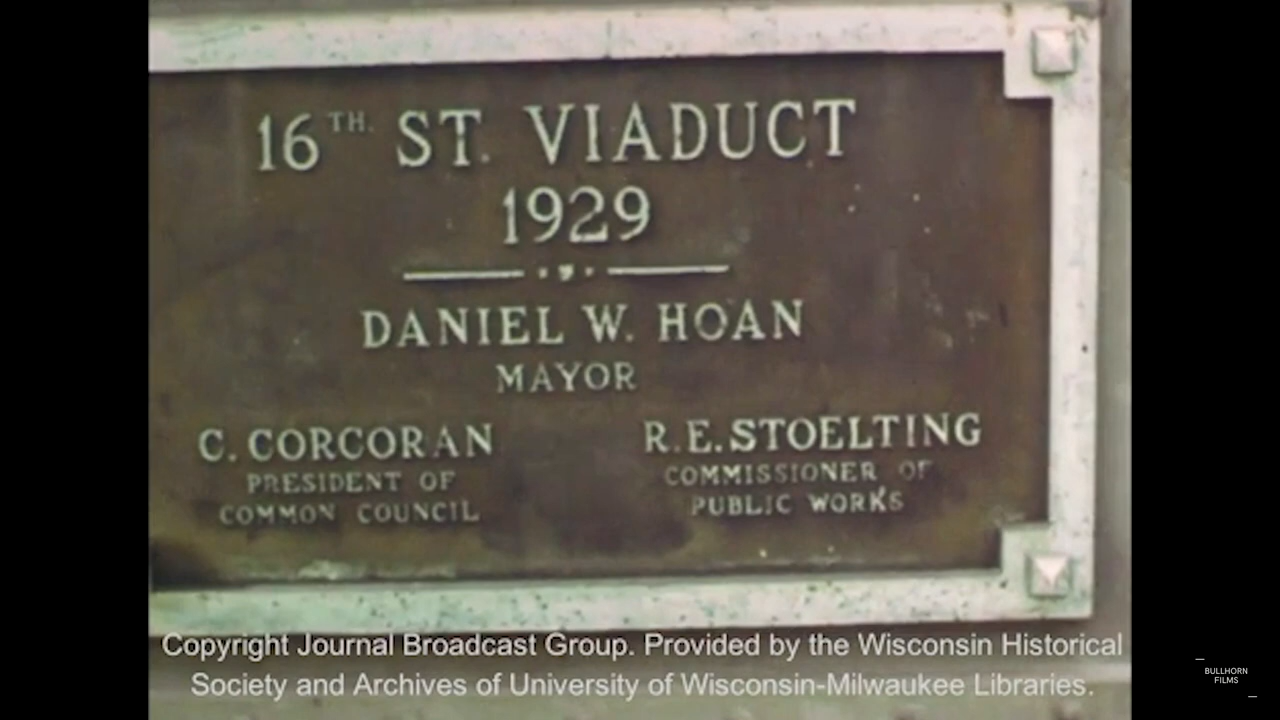 16TH. ST. VIADUCT
1929
DANIEL W. HOAN
MAYOR
C. CORCORAN
PRESIDENT OF
COMMON COUNCIL
R.E. STOELTING
COMMISSIONER OF
PUBLIC WORKS
Copyright Journal Broadcast Group. Provided by the Wisconsin Historical
Society and Archives of University of Wisconsin-Milwaukee Libraries.
BULLHORN
FILMS